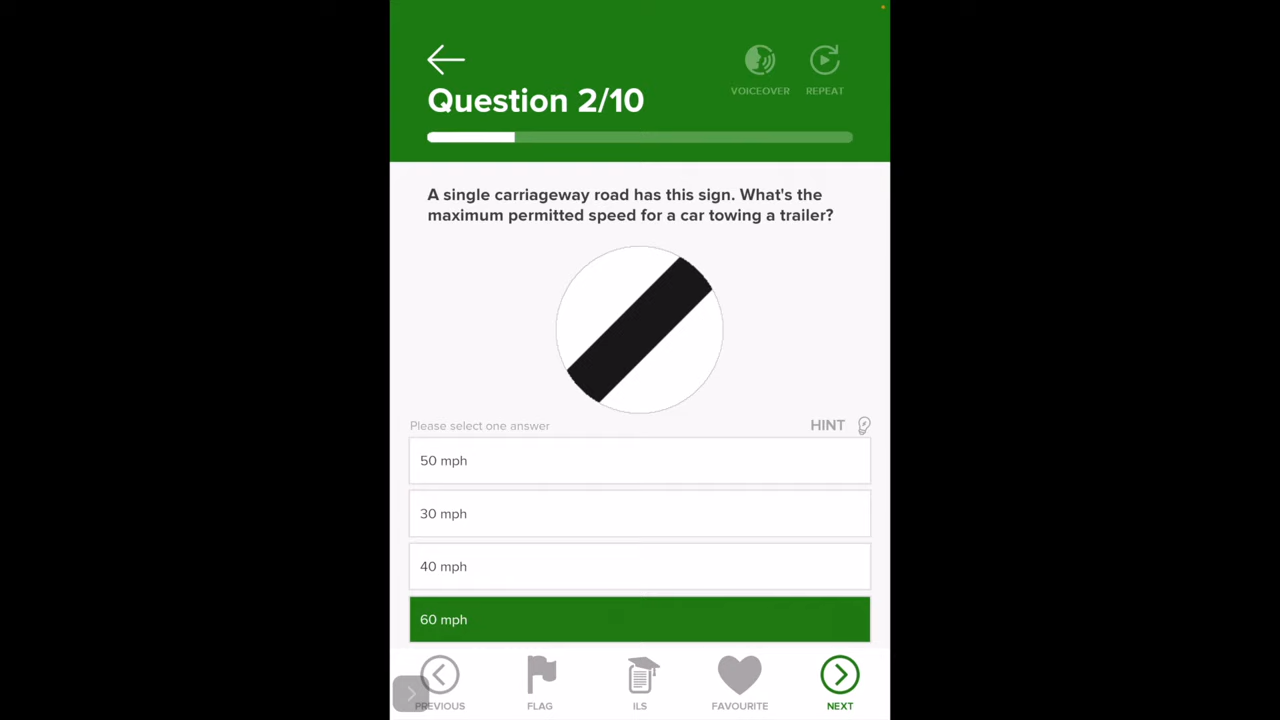 VOICEOVER REPEAT
Question 2/10
A single carriageway road has this sign. What's the
maximum permitted speed for a car towing a trailer?
Please select one answer HINT
50 mph
30 mph
40 mph
60 mph
PREVIOUS FLAG ILS FAVOURITE NEXT